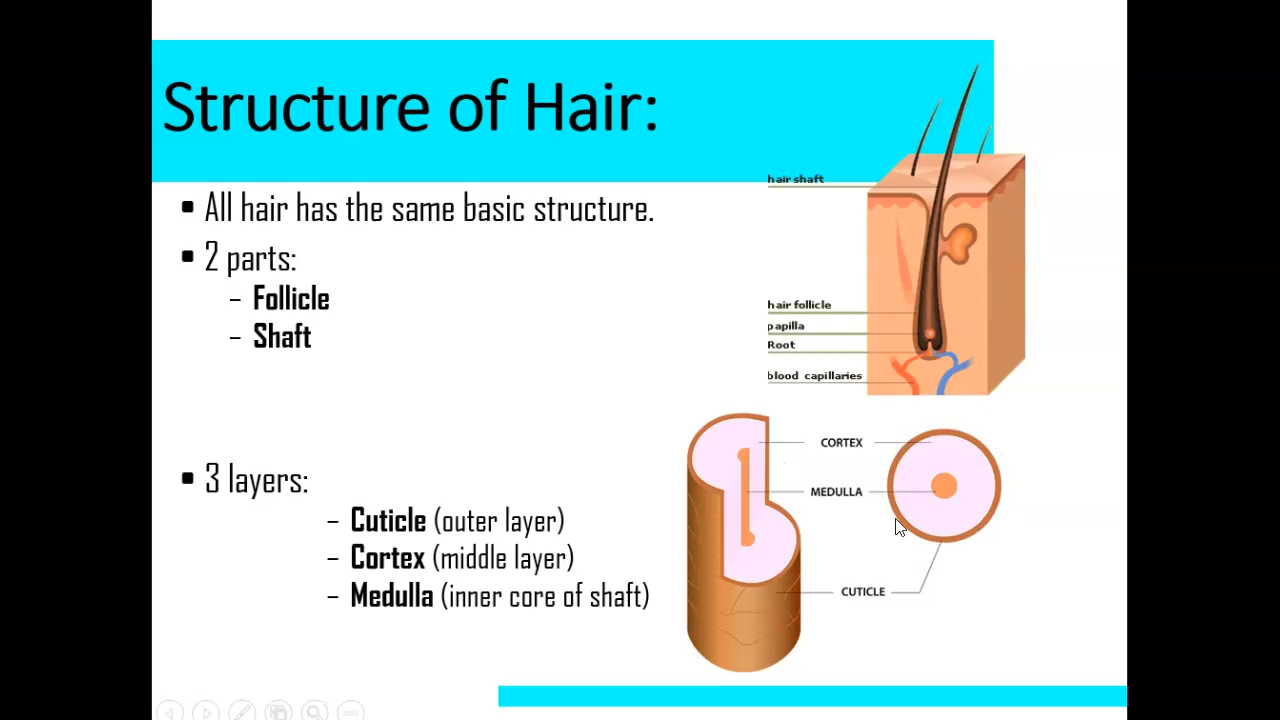 Structure of Hair:
▪ All hair has the same basic structure.
▪ 2 parts:
– Follicle
– Shaft
▪ 3 layers:
– Cuticle (outer layer)
– Cortex (middle layer)
– Medulla (inner core of shaft)
hair shaft
hair follicle
papilla
Root
blood capillaries
CORTEX
MEDULLA
CUTICLE